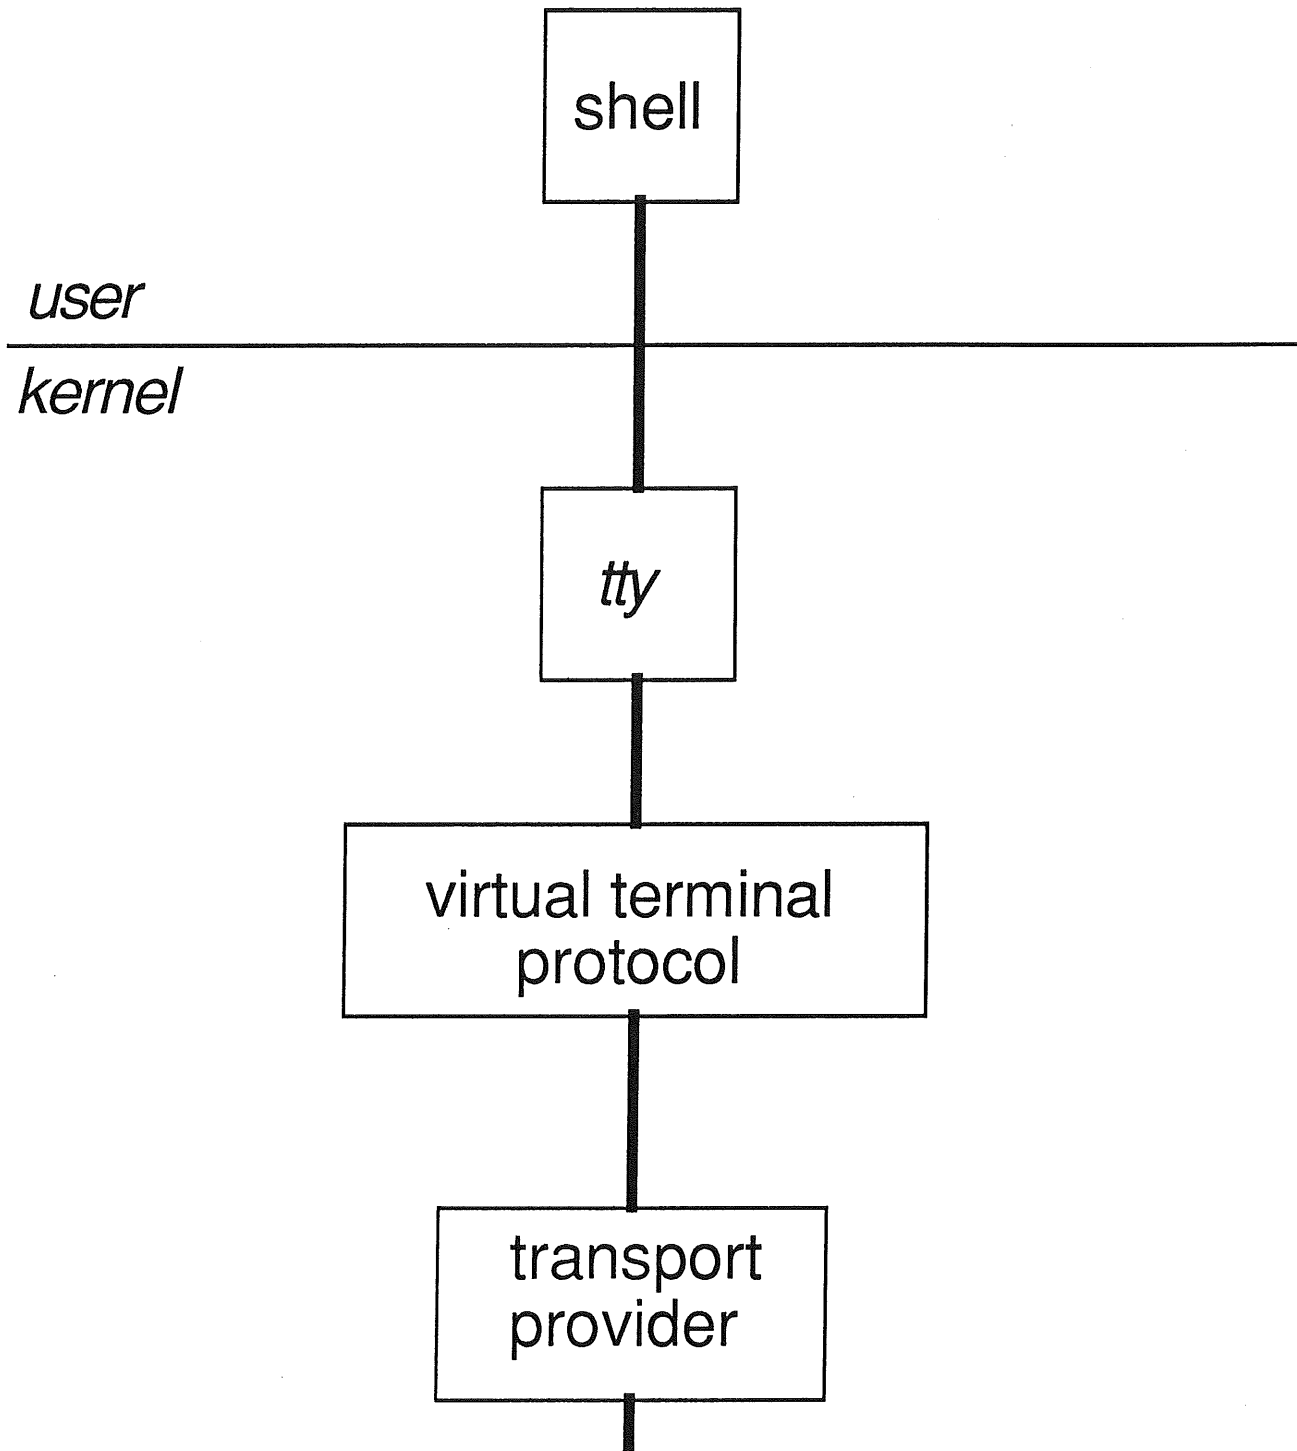 shell
user
kernel
tty
virtual terminal
protocol
transport
provider